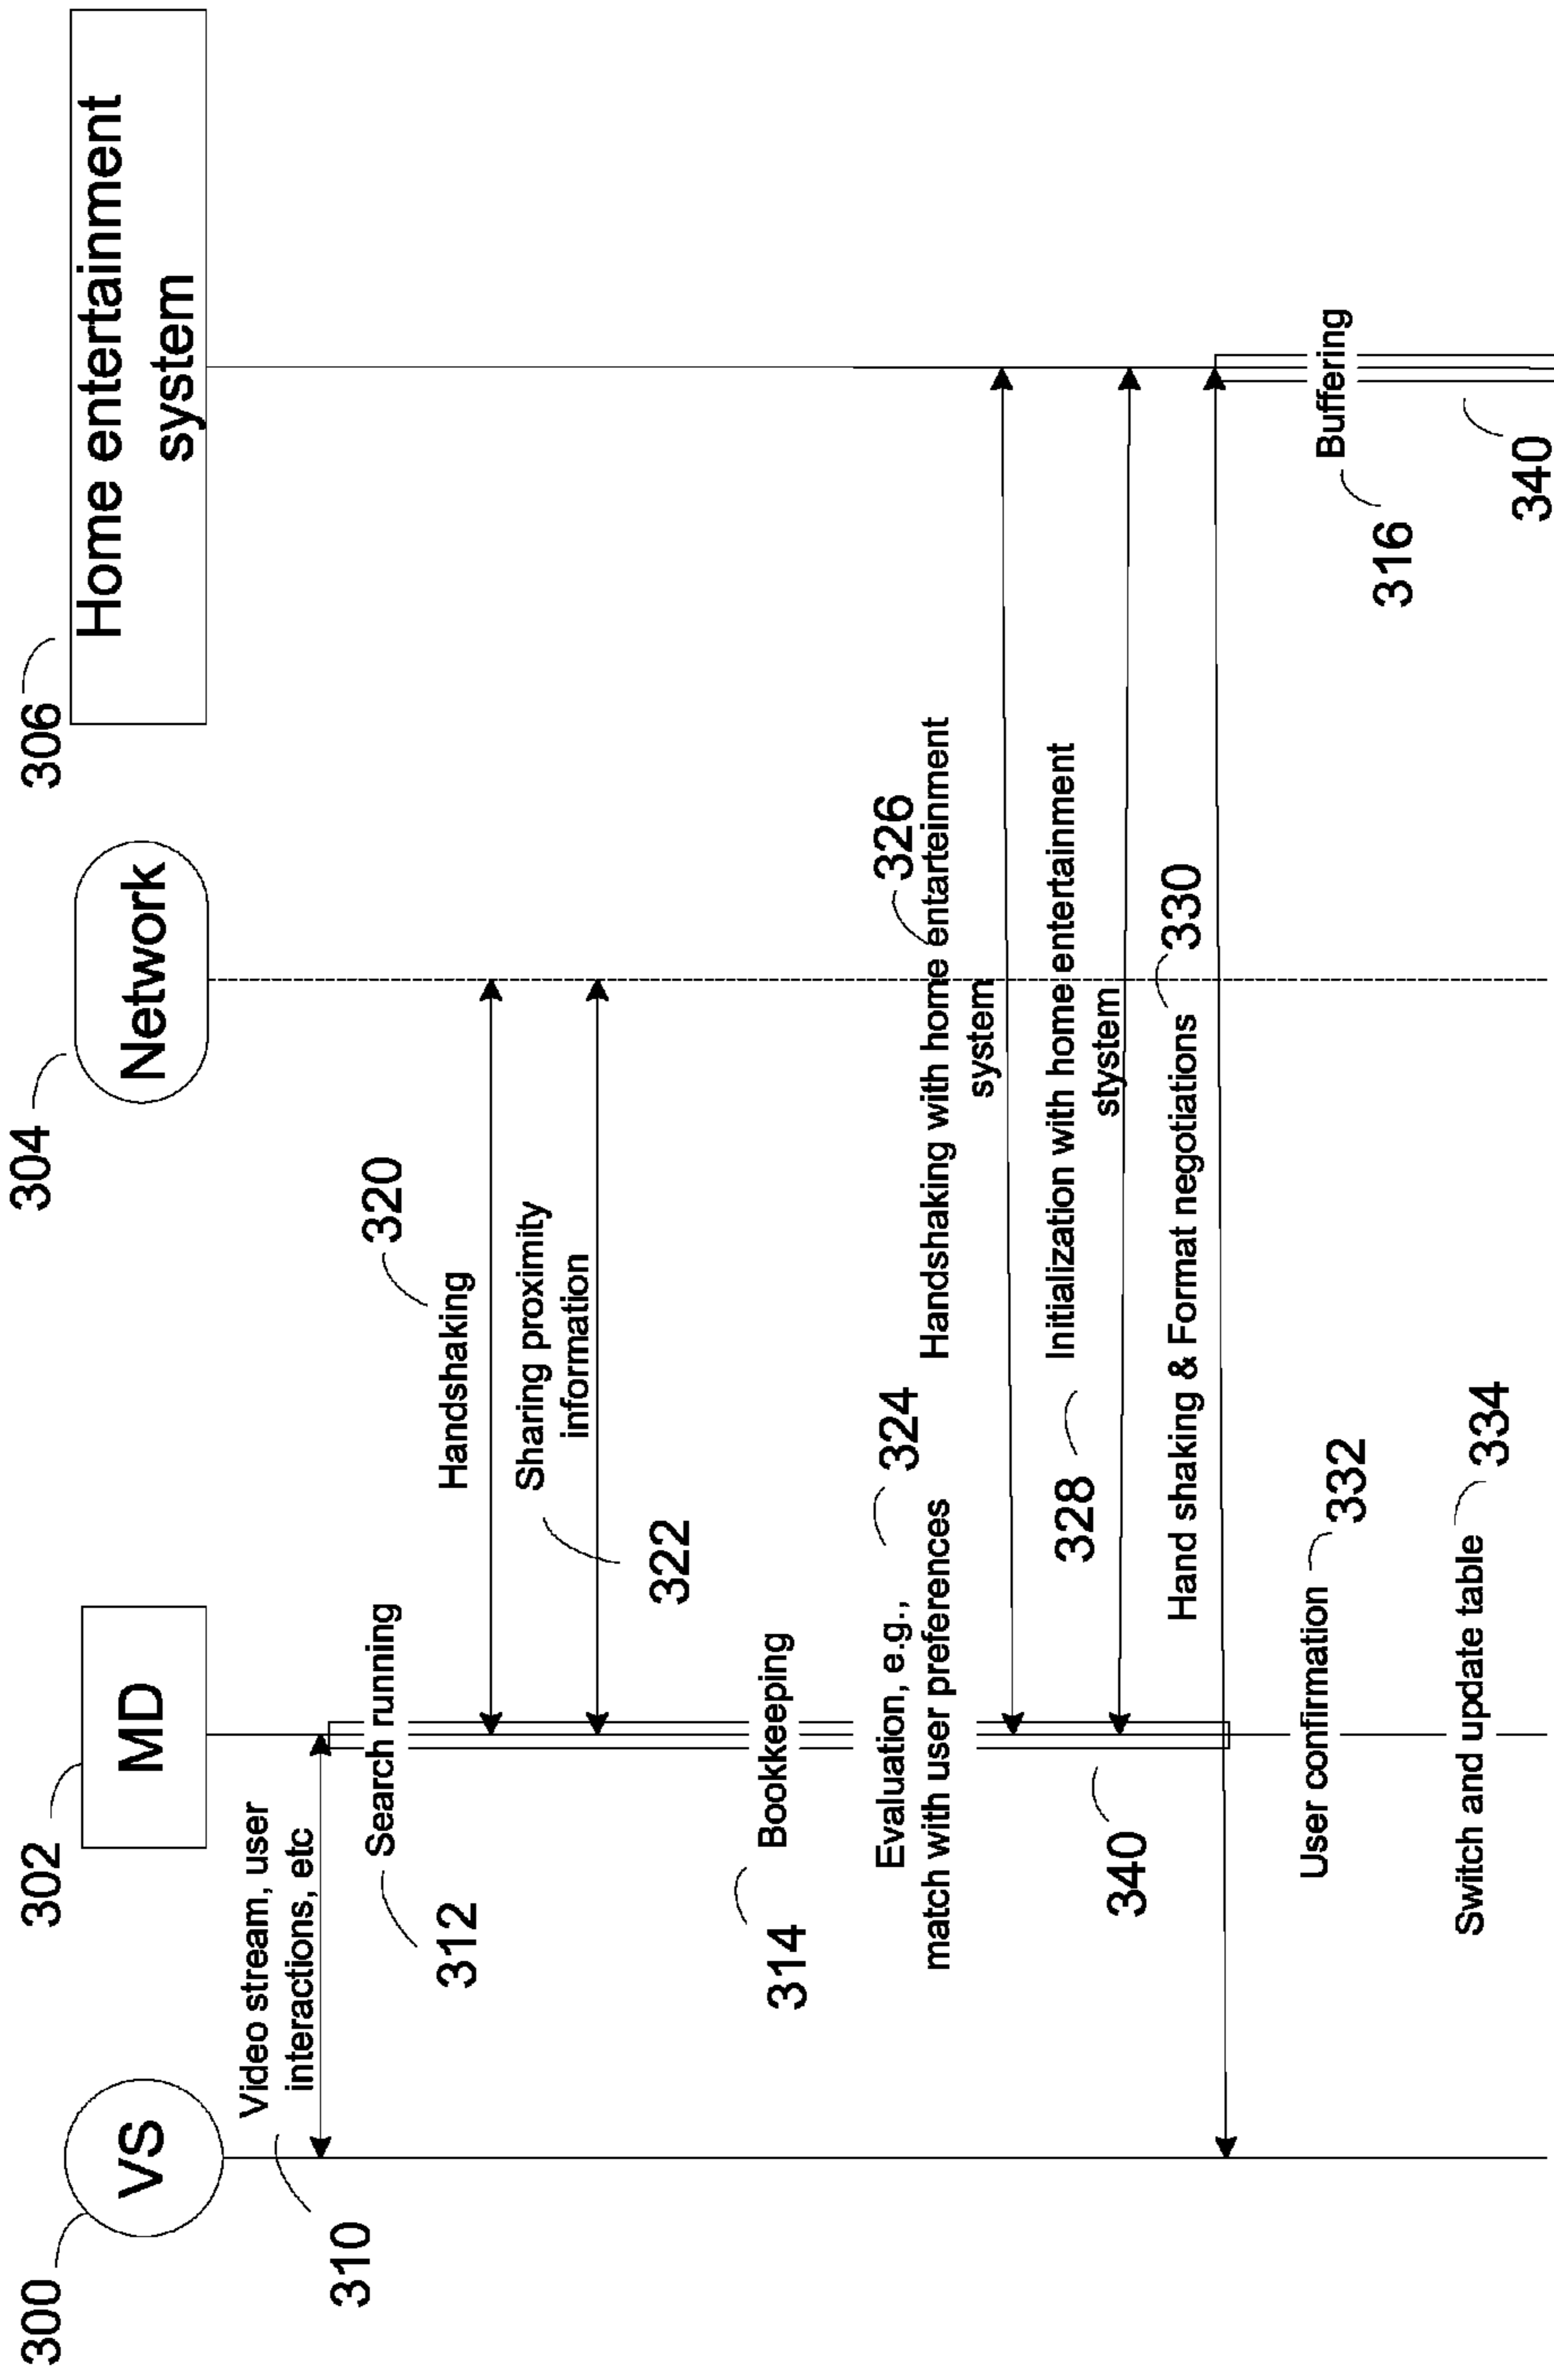 300
VS
302
MD
304
Network
306
Home entertainment
system
310
Video stream, user
interactions, etc
312
Search running
Handshaking
320
Sharing proximity
information
322
314
Bookkeeping
Evaluation, e.g.,
match with user preferences
324
326
Handshaking with home entarteinment
system
328
Initialization with home entertainment
stystem
340
Hand shaking & Format negotiations
330
User confirmation
332
Buffering
316
Switch and update table
334
340